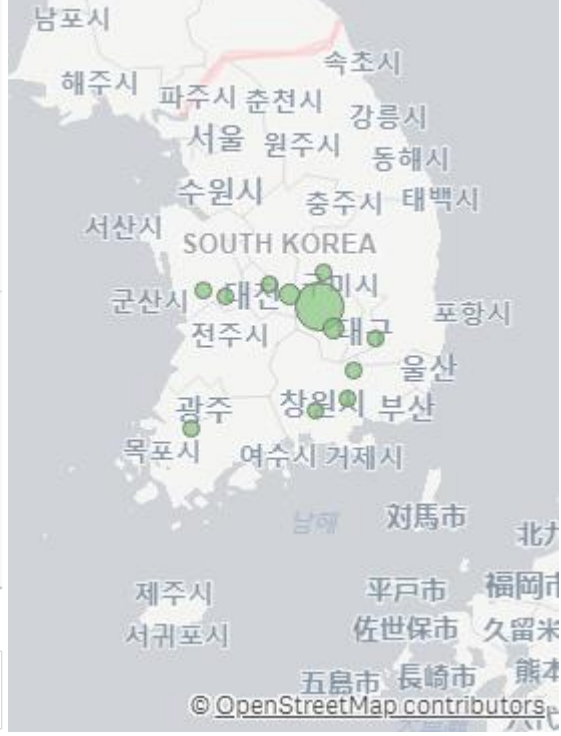 남포시
속초시
해주시
파주시 춘천시
강릉시
서울 원주시
동해시
수원시
충주시 태백시
서산시
SOUTH KOREA
대전 구미시
군산시
포항시
전주시
대구
울산
광주 창원시 부산
목포시
여수시 거제시
남해
対馬市
北九
제주시
平戸市 福岡市
서귀포시
佐世保市 久留米
五島市 長崎市 熊本
© OpenStreetMap contributors
八代